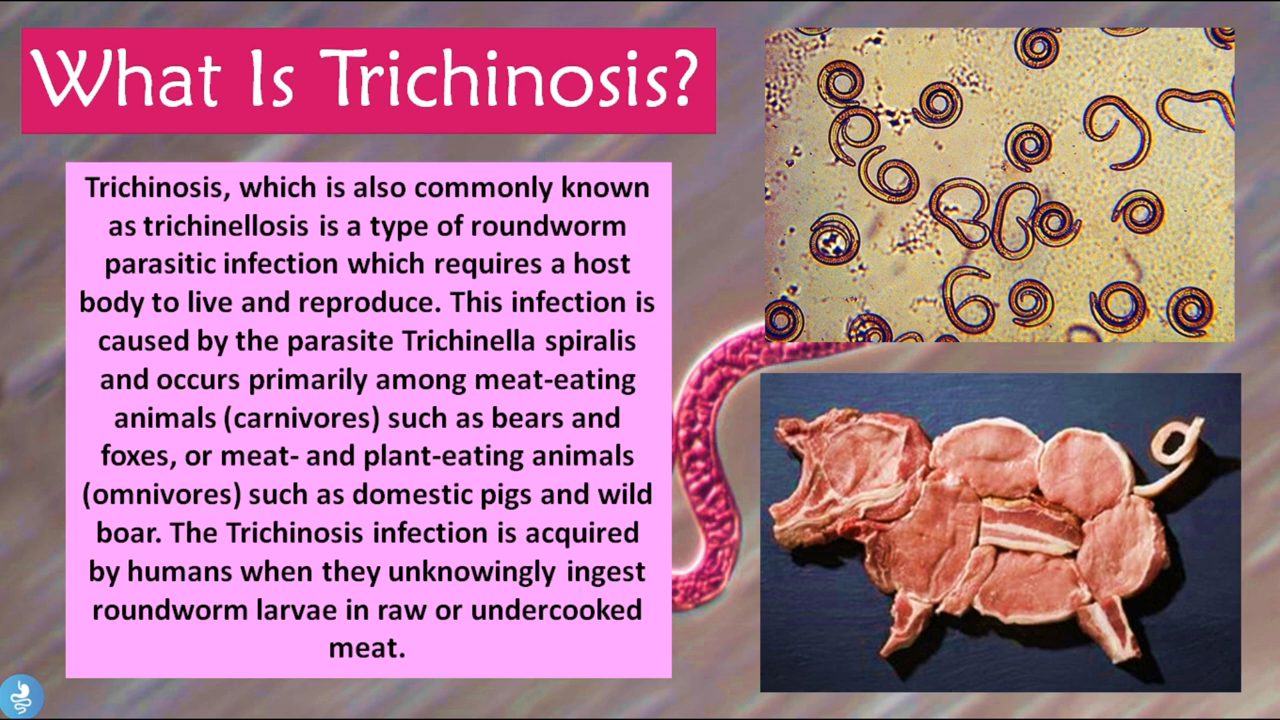 What Is Trichinosis?
Trichinosis, which is also commonly known
as trichinellosis is a type of roundworm
parasitic infection which requires a host
body to live and reproduce. This infection is
caused by the parasite Trichinella spiralis
and occurs primarily among meat-eating
animals (carnivores) such as bears and
foxes, or meat- and plant-eating animals
(omnivores) such as domestic pigs and wild
boar. The Trichinosis infection is acquired
by humans when they unknowingly ingest
roundworm larvae in raw or undercooked
meat.